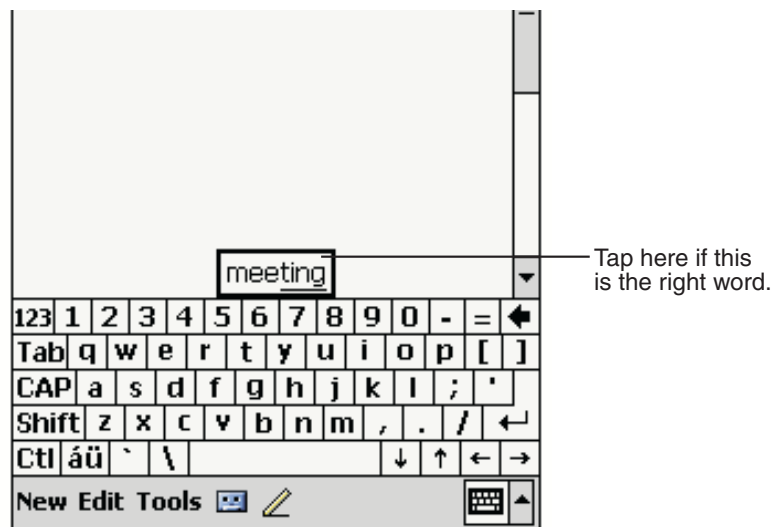 meeting
Tap here if this
is the right word.
123 1 2 3 4 5 6 7 8 9 0 - = 🡄
Tab q w e r t y u i o p [ ]
CAP a s d f g h j k l ; '
Shift z x c v b n m , . / ↵
Ctl áü ` \ ↓ ↑ ← →
New Edit Tools